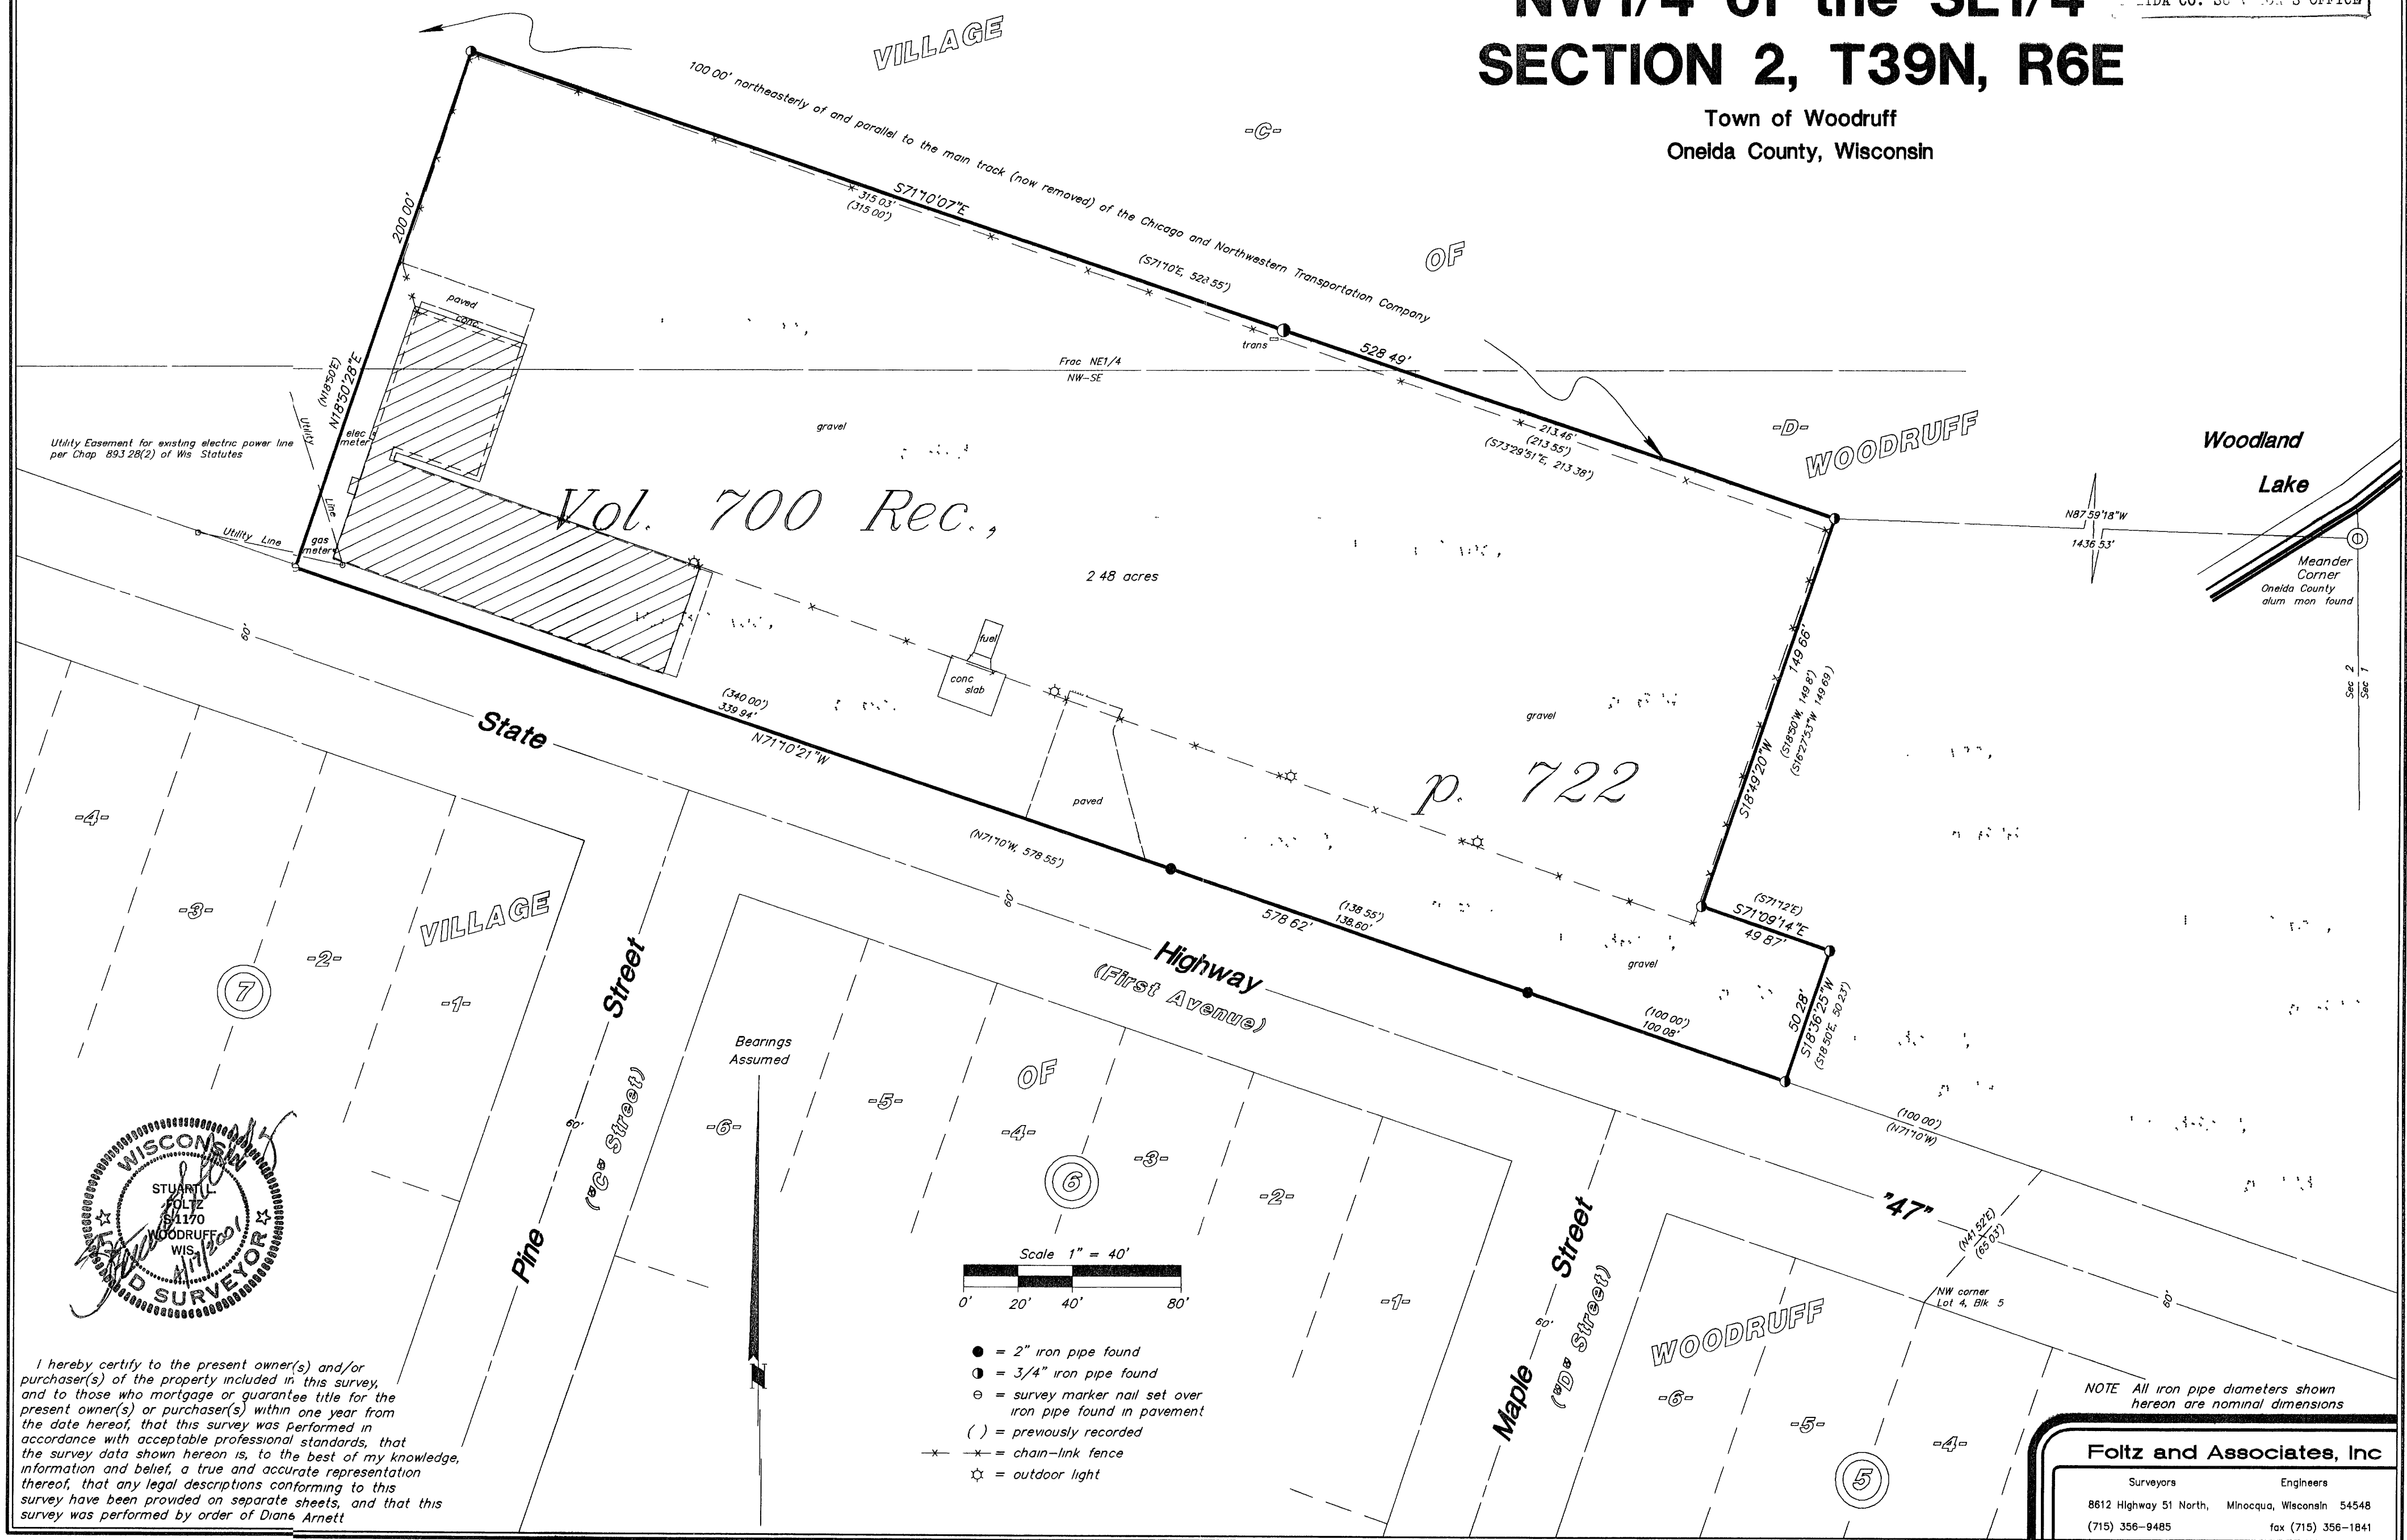 NW1/4 of the SE1/4
SECTION 2, T39N, R6E
Town of Woodruff
Oneida County, Wisconsin
VILLAGE
-C-
OF
-D-
WOODRUFF
100 00' northeasterly of and parallel to the main track (now removed) of the Chicago and Northwestern Transportation Company
S71°10'07"E
315 03'
(315 00')
528 49'
213.46'
(213 55')
(S73°29'51"E, 213 38')
200 00'
(N18°50'E)
N18°50'28"E
paved
conc.
trans
Frac NE1/4
NW-SE
gravel
elec
meter
Utility
Line
Utility Easement for existing electric power line
per Chap 893 28(2) of Wis Statutes
Utility Line
gas
meter
Vol. 700 Rec.,
2 48 acres
Woodland
Lake
N87°59'18"W
1436 53'
Meander
Corner
Oneida County
alum mon found
Sec 2
Sec 1
149 66'
S18°49'20"W
(S18°50'W, 149 8')
(S16°27'53"W 149 69)
fuel
conc
slab
gravel
p. 722
60'
State
(340 00')
339 94'
N71°10'21"W
paved
(N71°10'W, 578 55')
60'
578 62'
(138 55')
138.60'
(S71°12'E)
S71°09'14"E
49 87'
gravel
50 28'
S18°36'25"W
(S18°50'E, 50 23')
(100 00')
100 08'
(100 00')
(N71°10'W)
Highway
(First Avenue)
"47"
(N41°52'E)
(65 03')
NW corner
Lot 4, Blk 5
60'
-4-
-3-
-2-
-1-
7
VILLAGE
Pine
Street
60'
("C" Street)
Bearings
Assumed
N
OF
-6-
-5-
-4-
-3-
-2-
-1-
6
Maple
Street
60'
("D" Street)
WOODRUFF
-6-
-5-
-4-
5
WISCONSIN
STUART L.
FOLTZ
S-1170
WOODRUFF
WIS.
LAND SURVEYOR
Scale 1" = 40'
0' 20' 40' 80'
= 2" iron pipe found
= 3/4" iron pipe found
= survey marker nail set over
iron pipe found in pavement
( ) = previously recorded
= chain-link fence
= outdoor light
I hereby certify to the present owner(s) and/or
purchaser(s) of the property included in this survey,
and to those who mortgage or guarantee title for the
present owner(s) or purchaser(s) within one year from
the date hereof, that this survey was performed in
accordance with acceptable professional standards, that
the survey data shown hereon is, to the best of my knowledge,
information and belief, a true and accurate representation
thereof, that any legal descriptions conforming to this
survey have been provided on separate sheets, and that this
survey was performed by order of Diane Arnett
NOTE All iron pipe diameters shown
hereon are nominal dimensions
Foltz and Associates, Inc
Surveyors Engineers
8612 Highway 51 North, Minocqua, Wisconsin 54548
(715) 356-9485 fax (715) 356-1841